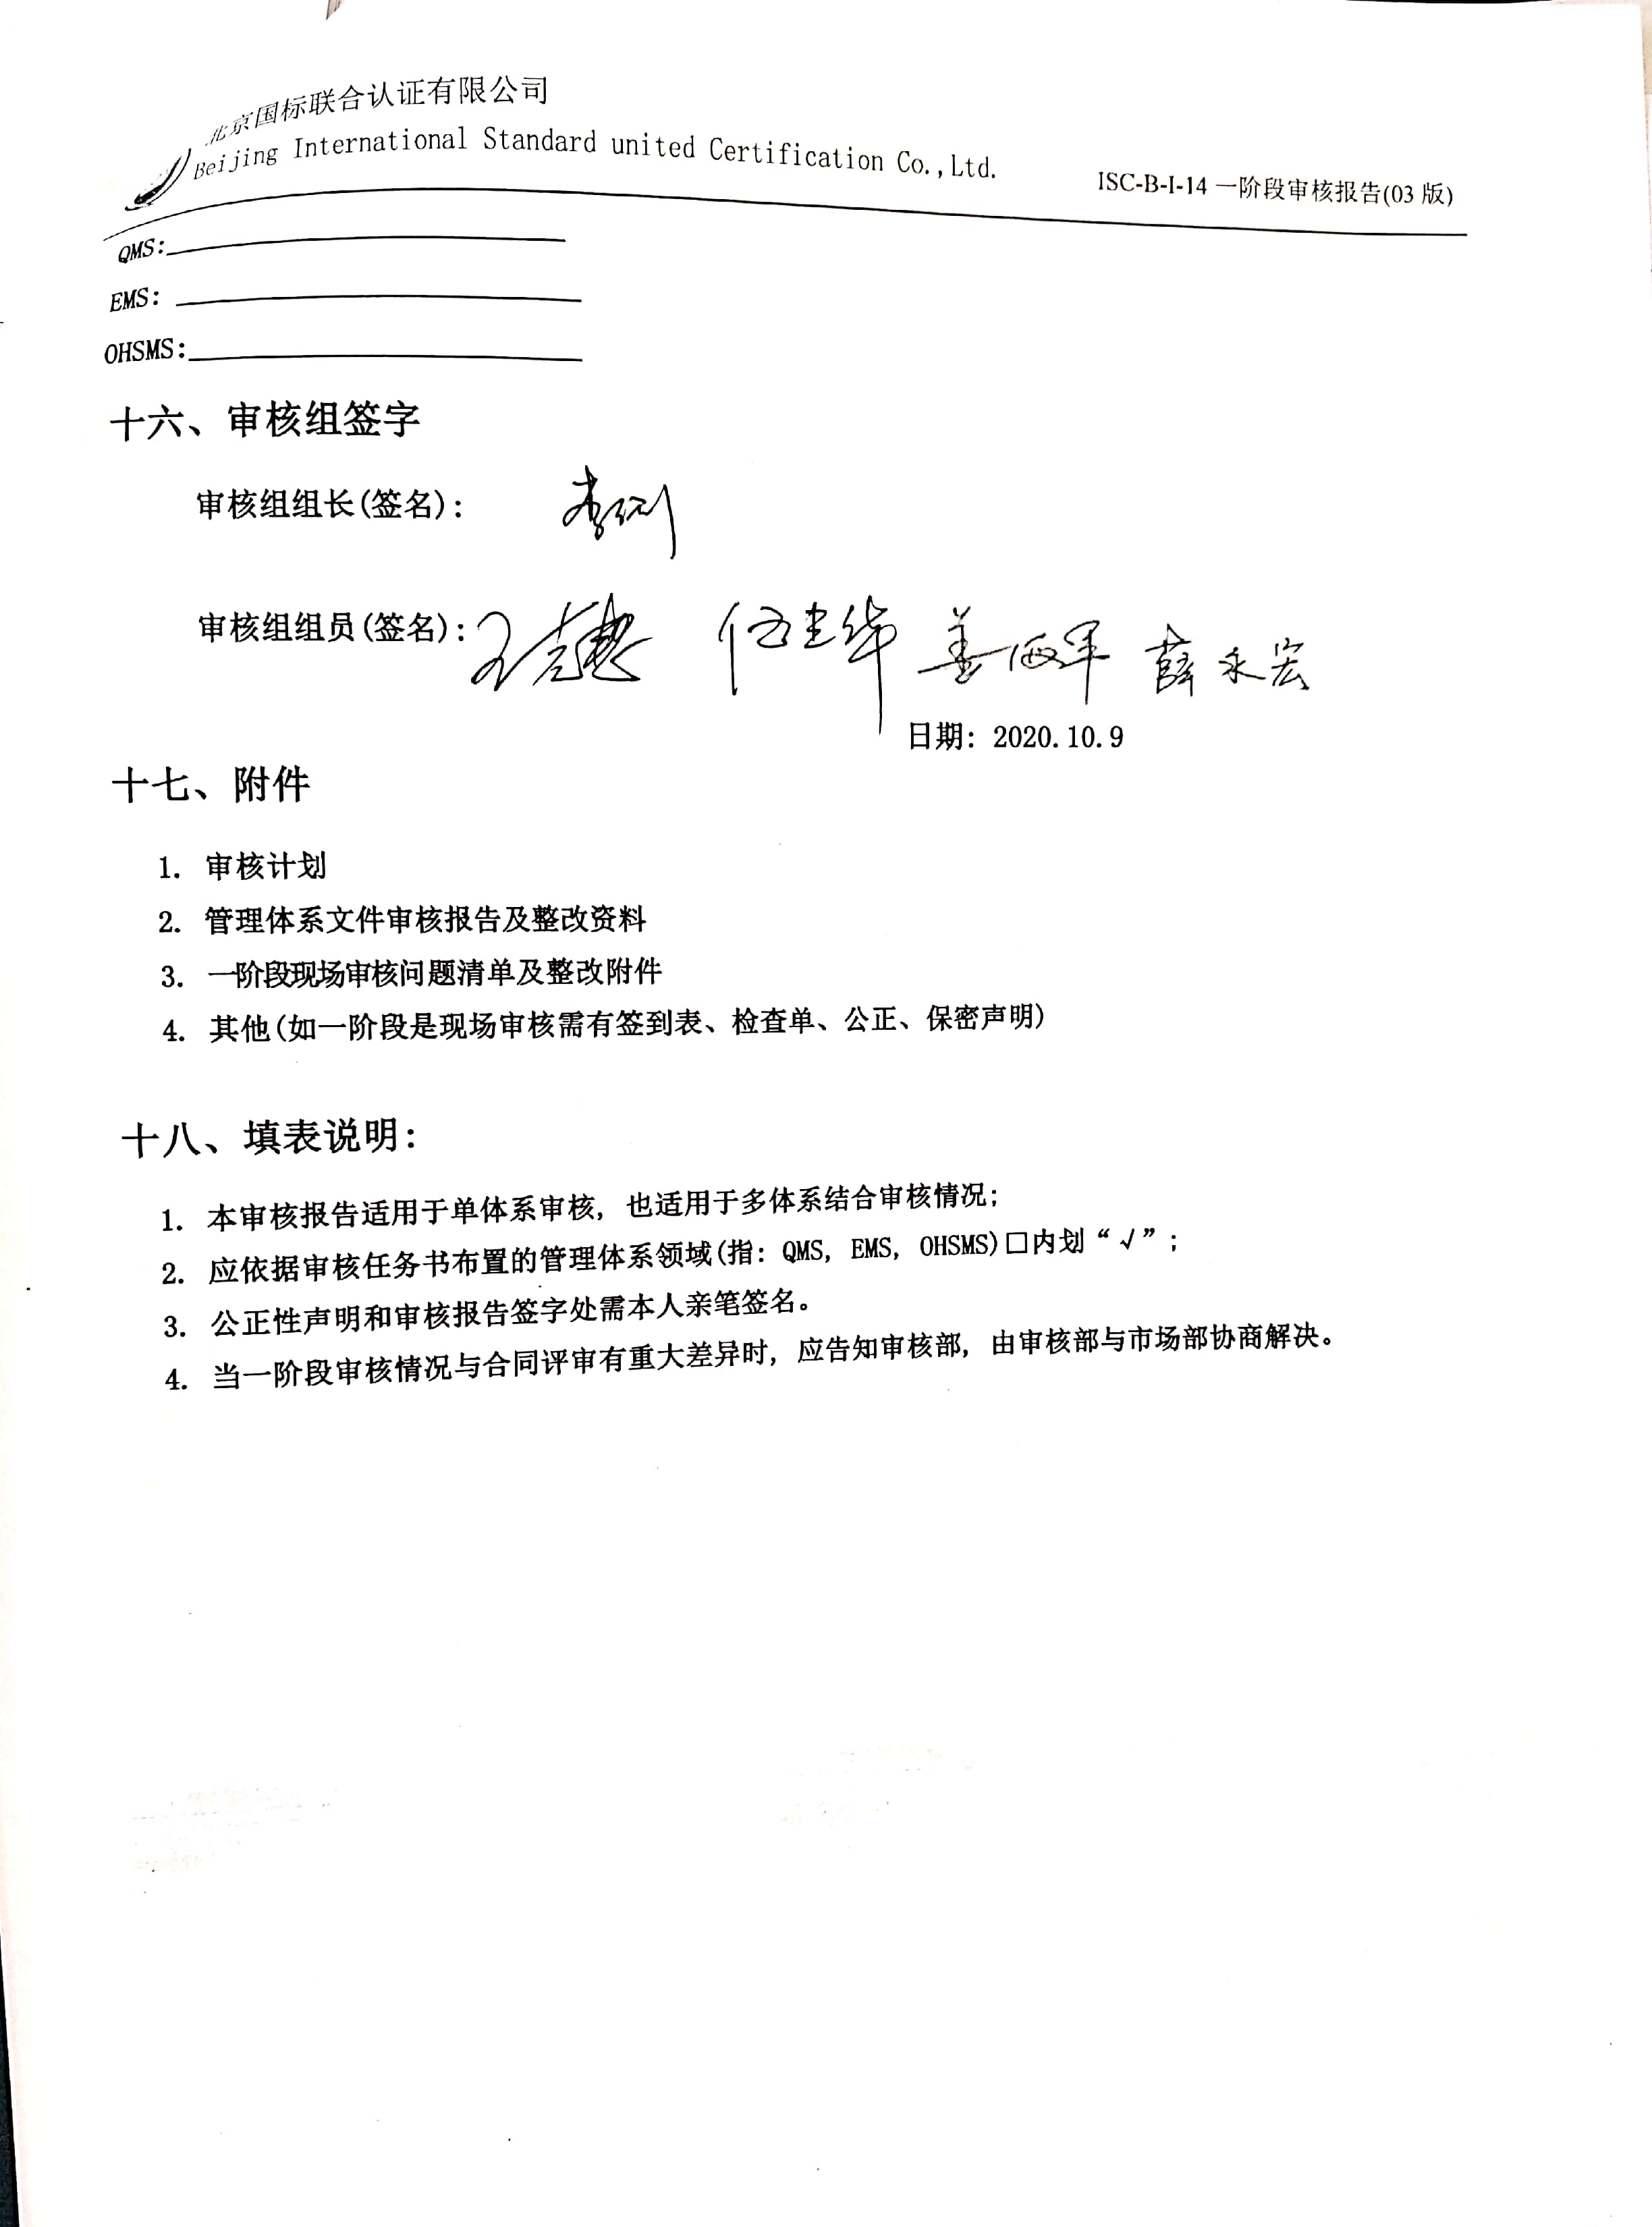 北京国标联合认证有限公司
Beijing International Standard united Certification Co.,Ltd.
ISC-B-I-14 一阶段审核报告(03 版)
QMS:
EMS:
OHSMS:
十六、审核组签字
审核组组长(签名):
审核组组员(签名): 伍建华 姜海军 薛永宏
日期: 2020.10.9
十七、附件
1. 审核计划
2. 管理体系文件审核报告及整改资料
3. 一阶段现场审核问题清单及整改附件
4. 其他(如一阶段是现场审核需有签到表、检查单、公正、保密声明)
十八、填表说明:
1. 本审核报告适用于单体系审核, 也适用于多体系结合审核情况;
2. 应依据审核任务书布置的管理体系领域(指: QMS, EMS, OHSMS)□内划“√”;
3. 公正性声明和审核报告签字处需本人亲笔签名。
4. 当一阶段审核情况与合同评审有重大差异时, 应告知审核部, 由审核部与市场部协商解决。